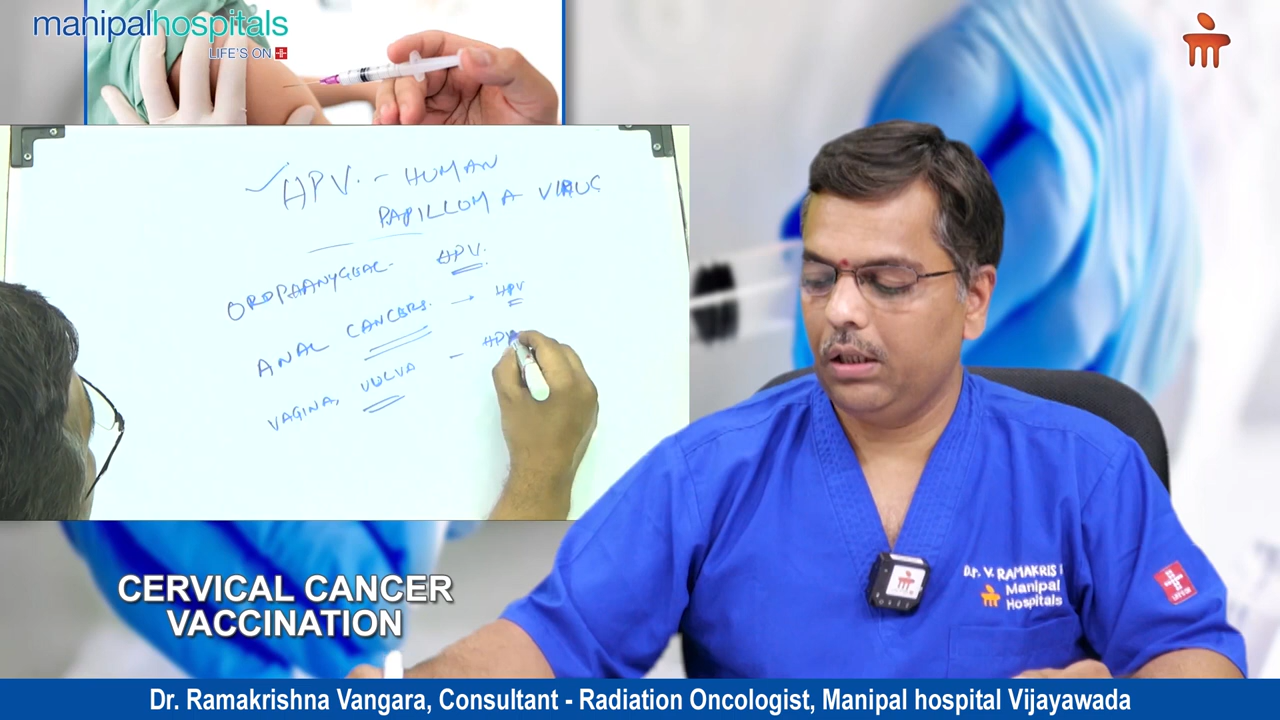 manipalhospitals
LIFE'S ON
HPV. - HUMAN
PAPILLOMA VIRUS
OROPHARYNGEAL - HPV.
ANAL CANCERS. → HPV
VAGINA, VULVA - HPV
CERVICAL CANCER
VACCINATION
Dr. V. RAMAKRIS
Manipal
Hospitals
Dr. Ramakrishna Vangara, Consultant - Radiation Oncologist, Manipal hospital Vijayawada